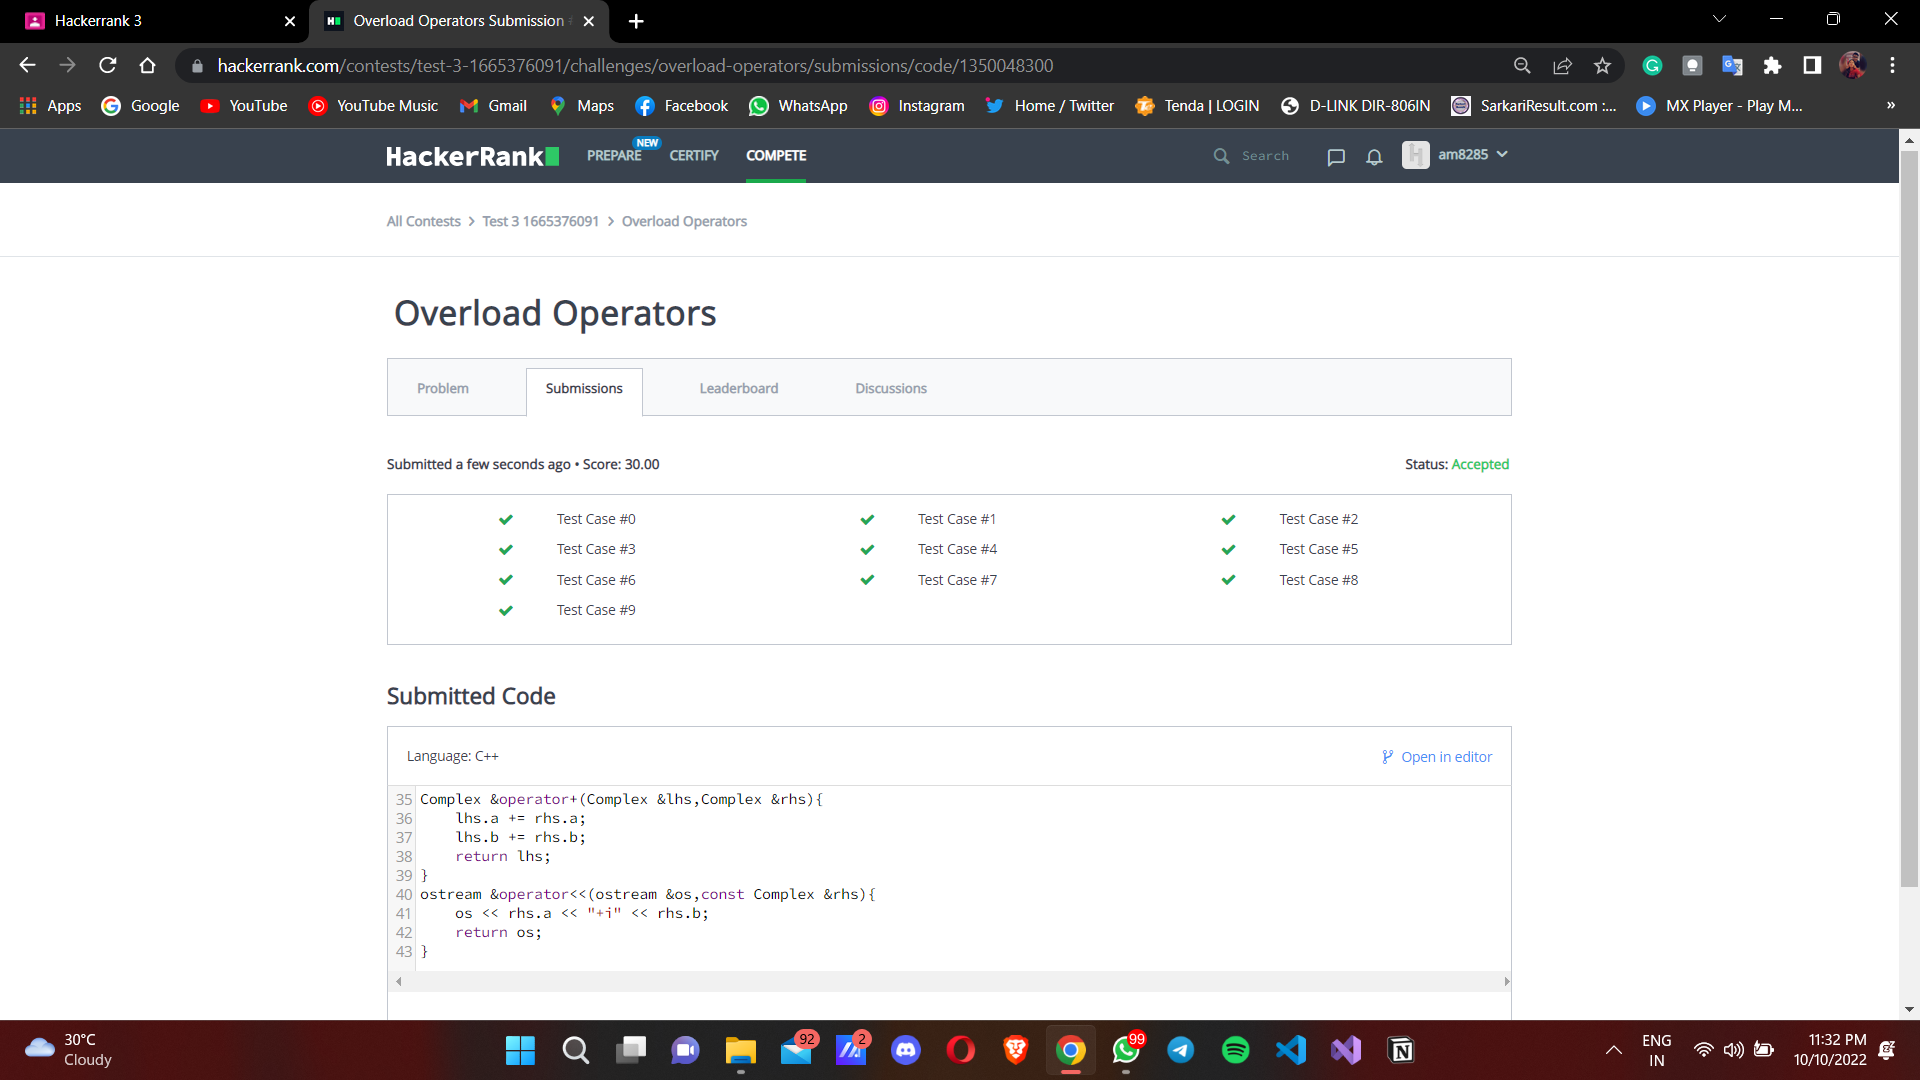 Hackerrank 3
Overload Operators Submission
hackerrank.com/contests/test-3-1665376091/challenges/overload-operators/submissions/code/1350048300
Apps Google YouTube YouTube Music Gmail Maps Facebook WhatsApp Instagram Home / Twitter Tenda | LOGIN D-LINK DIR-806IN SarkariResult.com :... MX Player - Play M... »
HackerRank PREPARE NEW CERTIFY COMPETE Search am8285
All Contests > Test 3 1665376091 > Overload Operators
Overload Operators
Problem Submissions Leaderboard Discussions
Submitted a few seconds ago • Score: 30.00 Status: Accepted
Test Case #0 Test Case #1 Test Case #2
Test Case #3 Test Case #4 Test Case #5
Test Case #6 Test Case #7 Test Case #8
Test Case #9
Submitted Code
Language: C++ Open in editor
35 Complex &operator+(Complex &lhs,Complex &rhs){
36     lhs.a += rhs.a;
37     lhs.b += rhs.b;
38     return lhs;
39 }
40 ostream &operator<<(ostream &os,const Complex &rhs){
41     os << rhs.a << "+i" << rhs.b;
42     return os;
43 }
30°C
Cloudy
92
2
99
ENG
IN
11:32 PM
10/10/2022